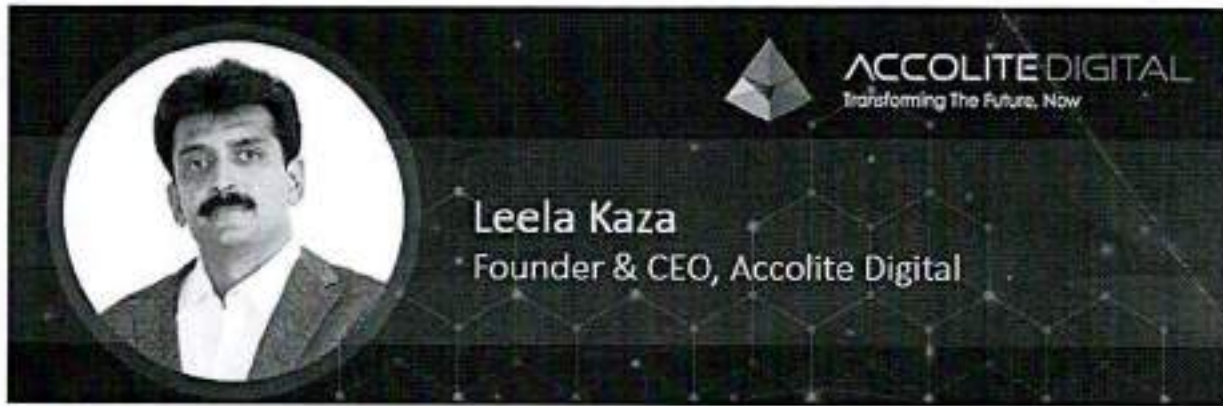 ACCOLITE DIGITAL
Transforming The Future, Now
Leela Kaza
Founder & CEO, Accolite Digital